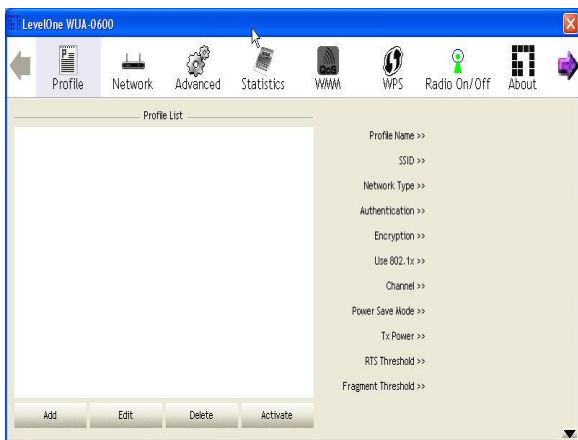 LevelOne WUA-0600
Profile Network Advanced Statistics QoS WMM WPS Radio On/Off About
Profile List
Profile Name >>
SSID >>
Network Type >>
Authentication >>
Encryption >>
Use 802.1x >>
Channel >>
Power Save Mode >>
Tx Power >>
RTS Threshold >>
Fragment Threshold >>
Add Edit Delete Activate